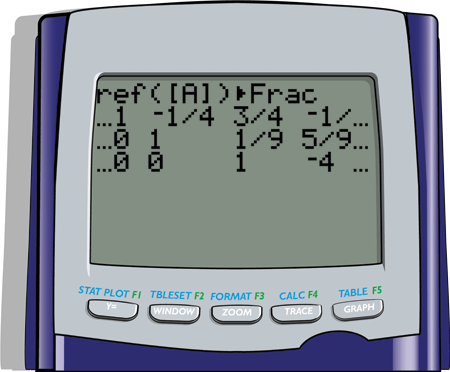 ref([A])▸Frac
...1 -1/4 3/4 -1/...
...0 1 1/9 5/9...
...0 0 1 -4 ...
STAT PLOT F1 TBLSET F2 FORMAT F3 CALC F4 TABLE F5
Y= WINDOW ZOOM TRACE GRAPH